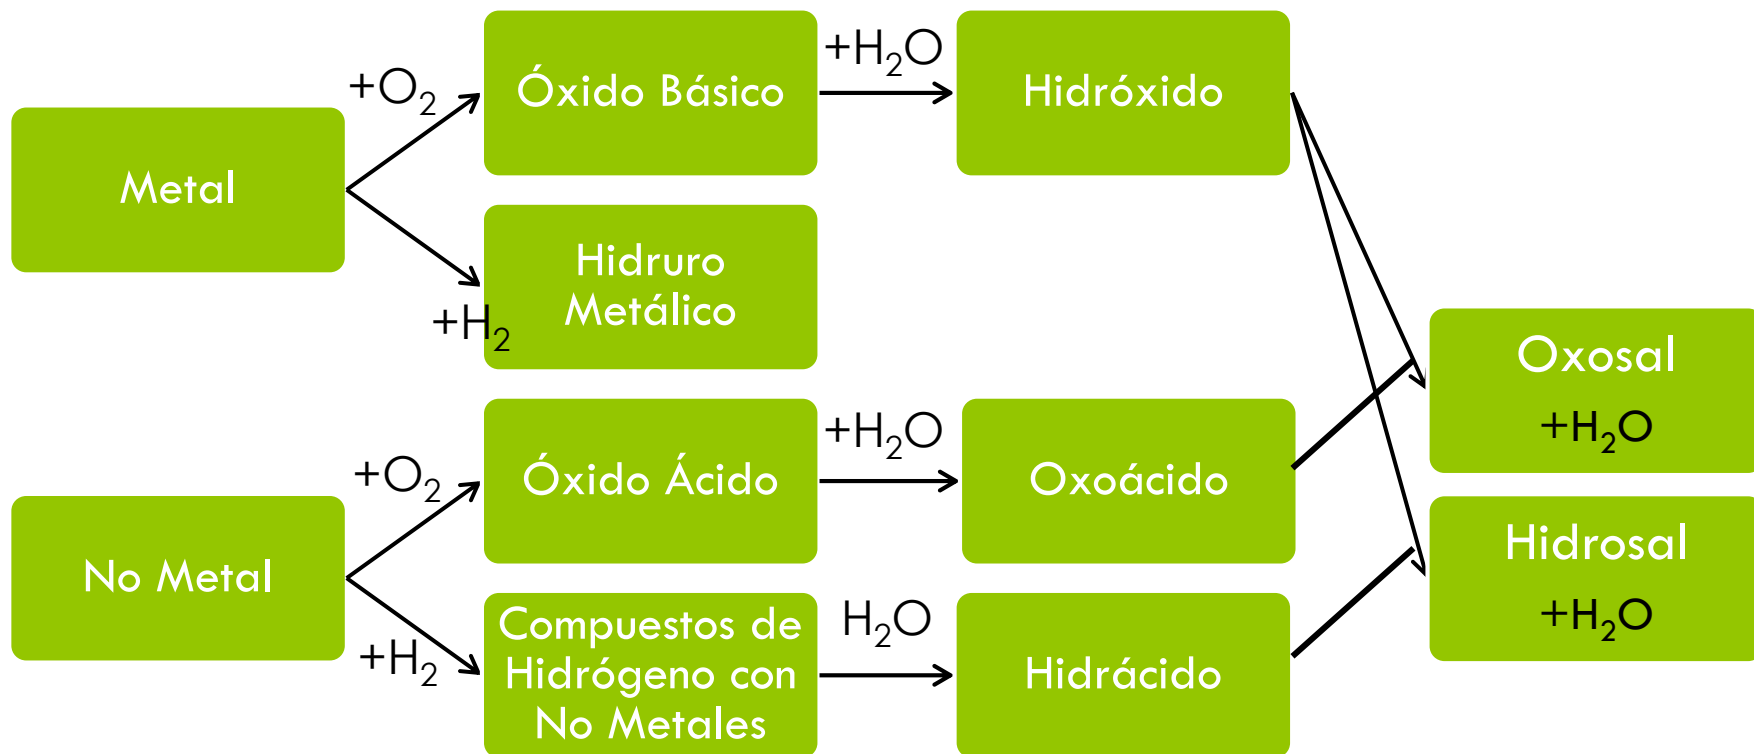 Metal
+O₂
+H₂
Óxido Básico
+H₂O
Hidróxido
Hidruro
Metálico
No Metal
+O₂
+H₂
Óxido Ácido
+H₂O
Oxoácido
Compuestos de
Hidrógeno con
No Metales
H₂O
Hidrácido
Oxosal
+H₂O
Hidrosal
+H₂O